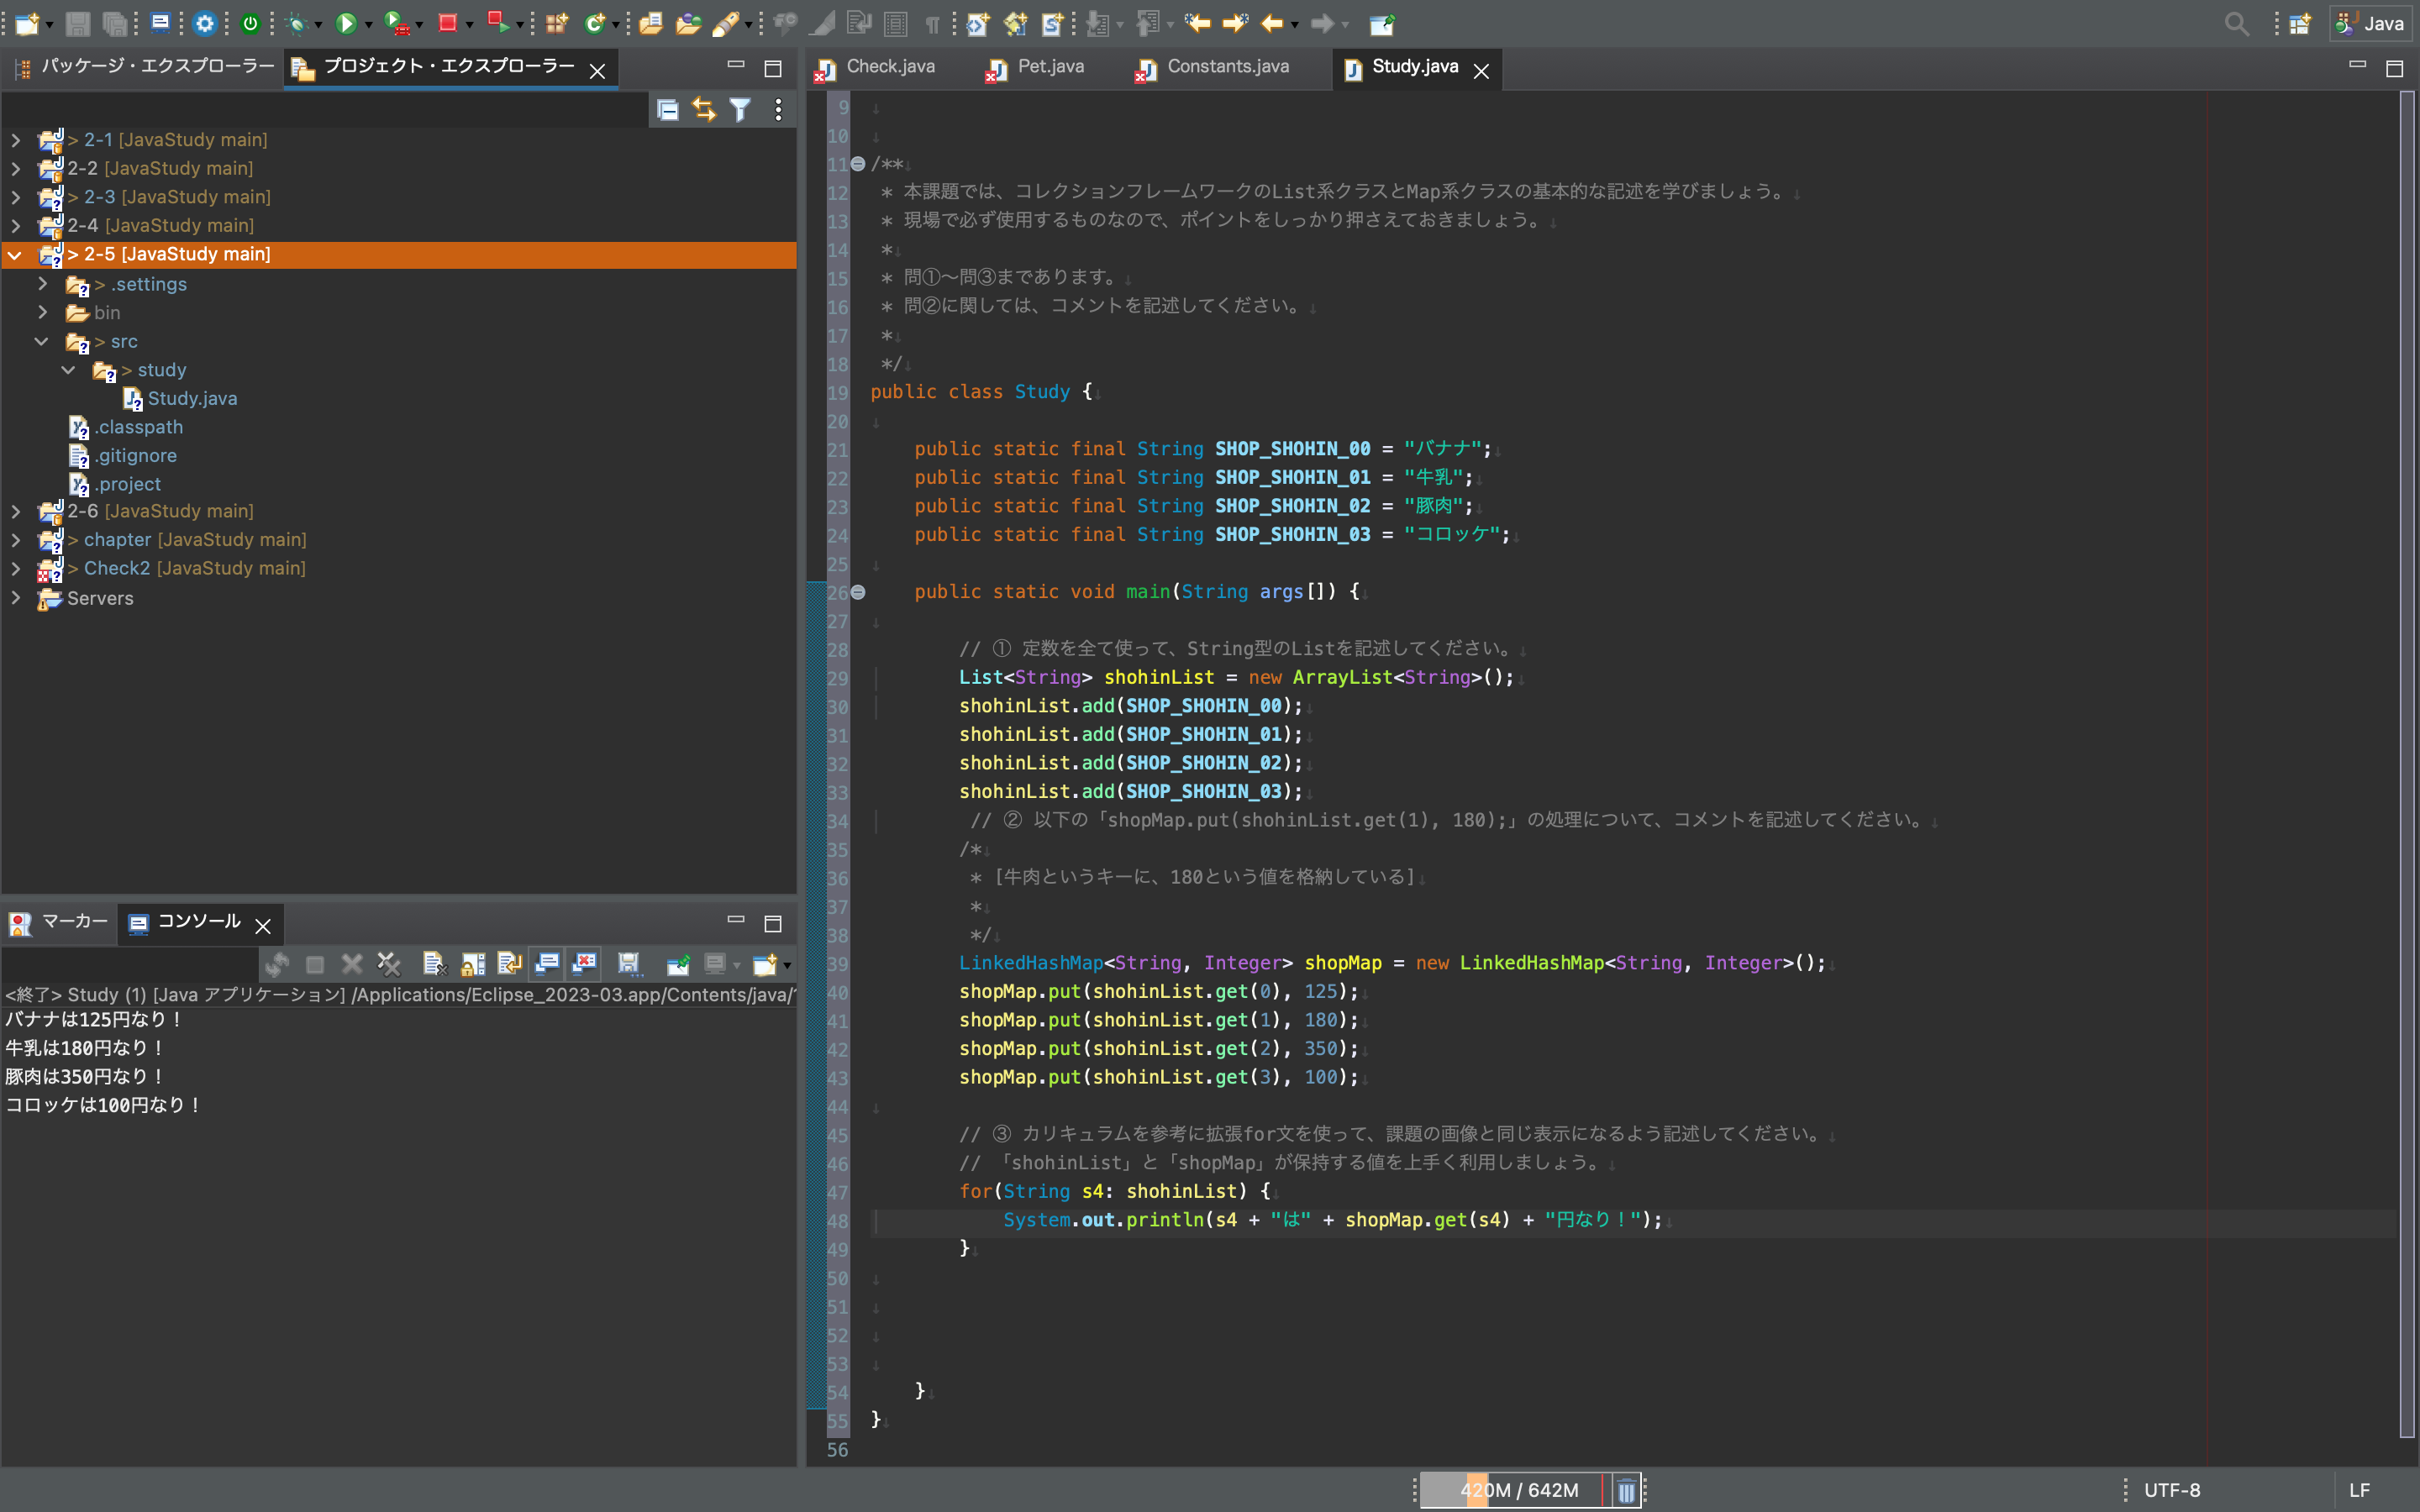 Java
パッケージ・エクスプローラー
プロジェクト・エクスプローラー
> 2-1 [JavaStudy main]
2-2 [JavaStudy main]
> 2-3 [JavaStudy main]
2-4 [JavaStudy main]
> 2-5 [JavaStudy main]
> .settings
bin
> src
> study
Study.java
.classpath
.gitignore
.project
2-6 [JavaStudy main]
> chapter [JavaStudy main]
> Check2 [JavaStudy main]
Servers
マーカー
コンソール
<終了> Study (1) [Java アプリケーション] /Applications/Eclipse_2023-03.app/Contents/java/
バナナは125円なり！
牛乳は180円なり！
豚肉は350円なり！
コロッケは100円なり！
Check.java
Pet.java
Constants.java
Study.java
9
10
11 /**
12 * 本課題では、コレクションフレームワークのList系クラスとMap系クラスの基本的な記述を学びましょう。
13 * 現場で必ず使用するものなので、ポイントをしっかり押さえておきましょう。
14 *
15 * 問①〜問③まであります。
16 * 問②に関しては、コメントを記述してください。
17 *
18 */
19 public class Study {
20
21 public static final String SHOP_SHOHIN_00 = "バナナ";
22 public static final String SHOP_SHOHIN_01 = "牛乳";
23 public static final String SHOP_SHOHIN_02 = "豚肉";
24 public static final String SHOP_SHOHIN_03 = "コロッケ";
25
26 public static void main(String args[]) {
27
28 // ① 定数を全て使って、String型のListを記述してください。
29 List<String> shohinList = new ArrayList<String>();
30 shohinList.add(SHOP_SHOHIN_00);
31 shohinList.add(SHOP_SHOHIN_01);
32 shohinList.add(SHOP_SHOHIN_02);
33 shohinList.add(SHOP_SHOHIN_03);
34 // ② 以下の「shopMap.put(shohinList.get(1), 180);」の処理について、コメントを記述してください。
35 /*
36 * [牛肉というキーに、180という値を格納している]
37 *
38 */
39 LinkedHashMap<String, Integer> shopMap = new LinkedHashMap<String, Integer>();
40 shopMap.put(shohinList.get(0), 125);
41 shopMap.put(shohinList.get(1), 180);
42 shopMap.put(shohinList.get(2), 350);
43 shopMap.put(shohinList.get(3), 100);
44
45 // ③ カリキュラムを参考に拡張for文を使って、課題の画像と同じ表示になるよう記述してください。
46 // 「shohinList」と「shopMap」が保持する値を上手く利用しましょう。
47 for(String s4: shohinList) {
48 System.out.println(s4 + "は" + shopMap.get(s4) + "円なり！");
49 }
50
51
52
53
54 }
55 }
56
420M / 642M
UTF-8
LF